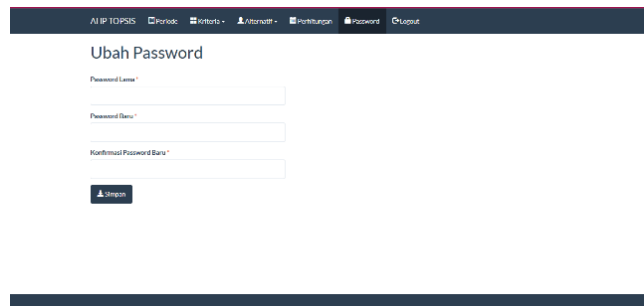 AHP TOPSIS Periode Kriteria Alternatif Perhitungan Password Logout
Ubah Password
Password Lama *
Password Baru *
Konfirmasi Password Baru *
Simpan